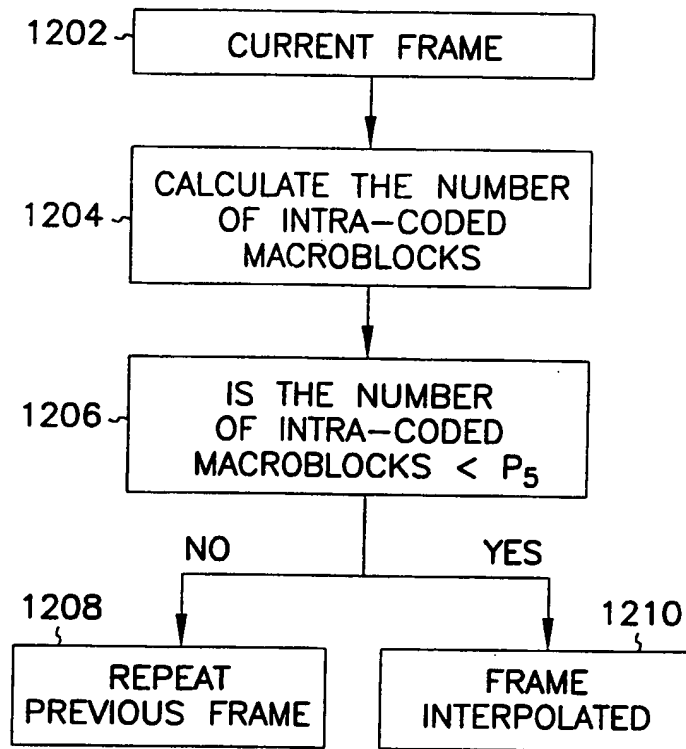 1202
CURRENT FRAME
1204
CALCULATE THE NUMBER
OF INTRA-CODED
MACROBLOCKS
1206
IS THE NUMBER
OF INTRA-CODED
MACROBLOCKS < P5
NO
YES
1208
REPEAT
PREVIOUS FRAME
1210
FRAME
INTERPOLATED